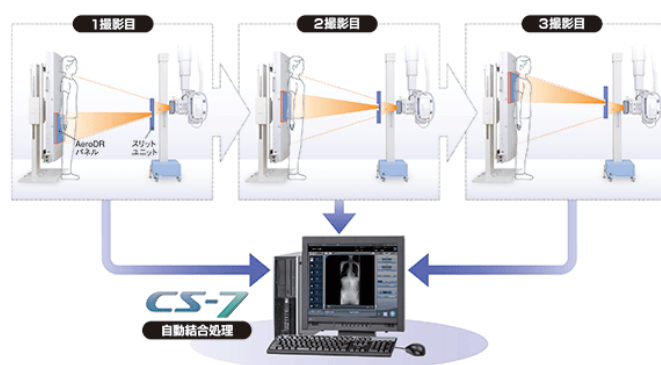 1撮影目
2撮影目
3撮影目
AeroDR
パネル
スリット
ユニット
CS-7
自動結合処理